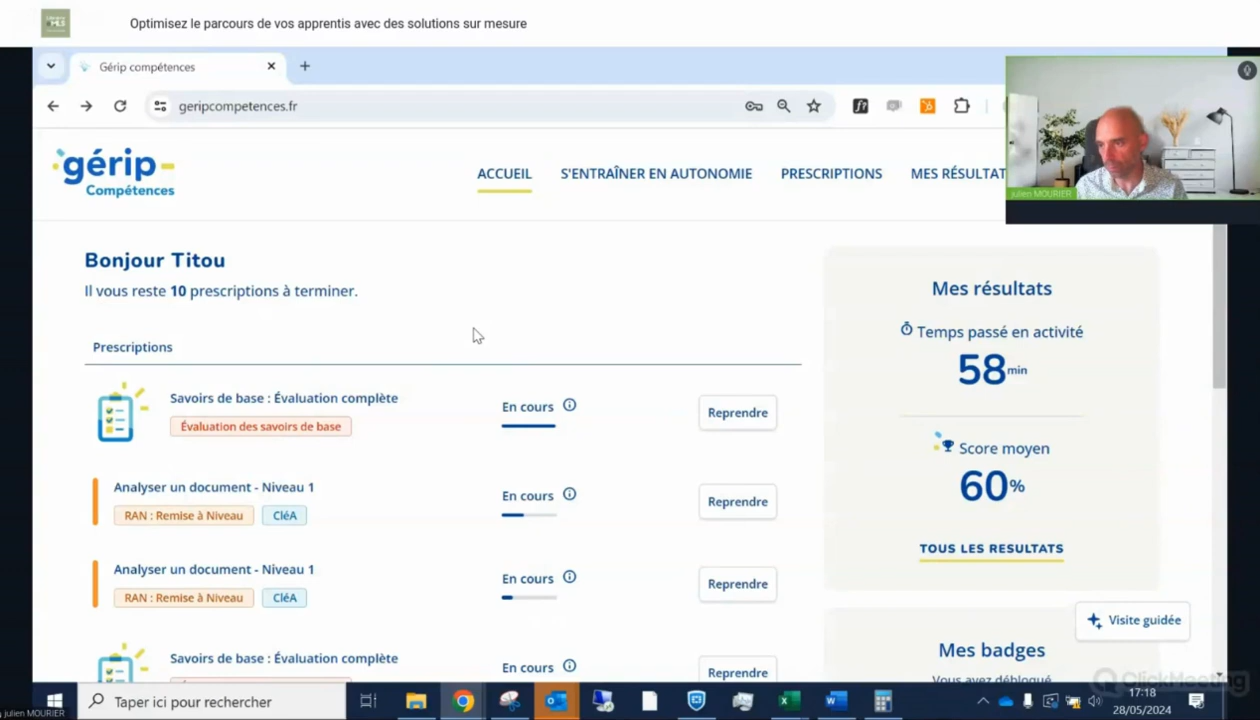 Optimisez le parcours de vos apprentis avec des solutions sur mesure
Gérip compétences
geripcompetences.fr
gérip
Compétences
ACCUEIL
S'ENTRAÎNER EN AUTONOMIE
PRESCRIPTIONS
MES RÉSULTAT
julien MOURIER
Bonjour Titou
Il vous reste 10 prescriptions à terminer.
Prescriptions
Savoirs de base : Évaluation complète
Évaluation des savoirs de base
En cours
Reprendre
Analyser un document - Niveau 1
RAN : Remise à Niveau
CléA
En cours
Reprendre
Analyser un document - Niveau 1
RAN : Remise à Niveau
CléA
En cours
Reprendre
Savoirs de base : Évaluation complète
En cours
Reprendre
Mes résultats
Temps passé en activité
58 min
Score moyen
60%
TOUS LES RESULTATS
Visite guidée
Mes badges
Vous avez débloqué
ClickMeeting
Taper ici pour rechercher
17:18
28/05/2024
julien MOURIER